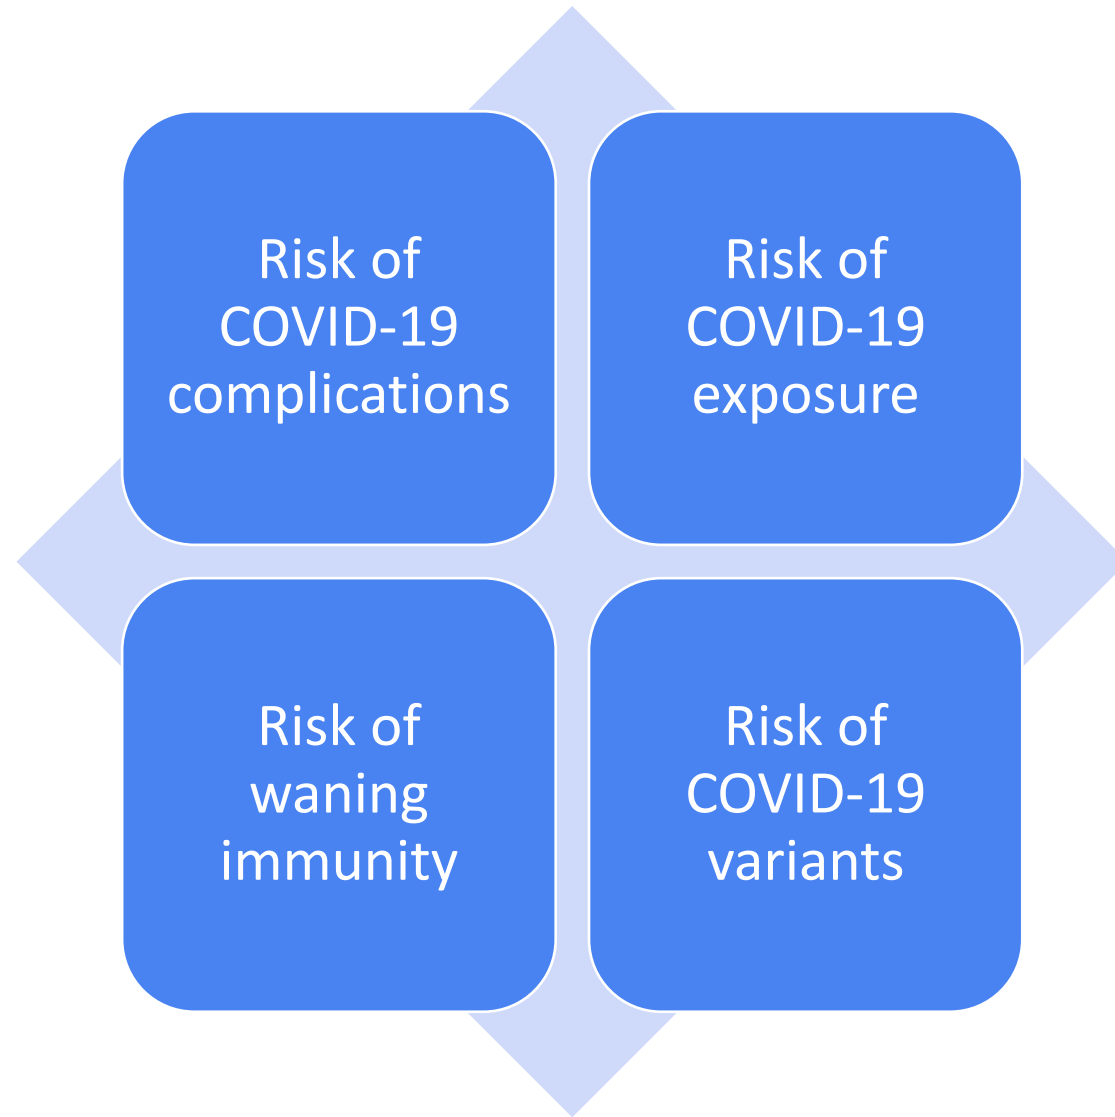 Risk of
COVID-19
complications
Risk of
COVID-19
exposure
Risk of
waning
immunity
Risk of
COVID-19
variants